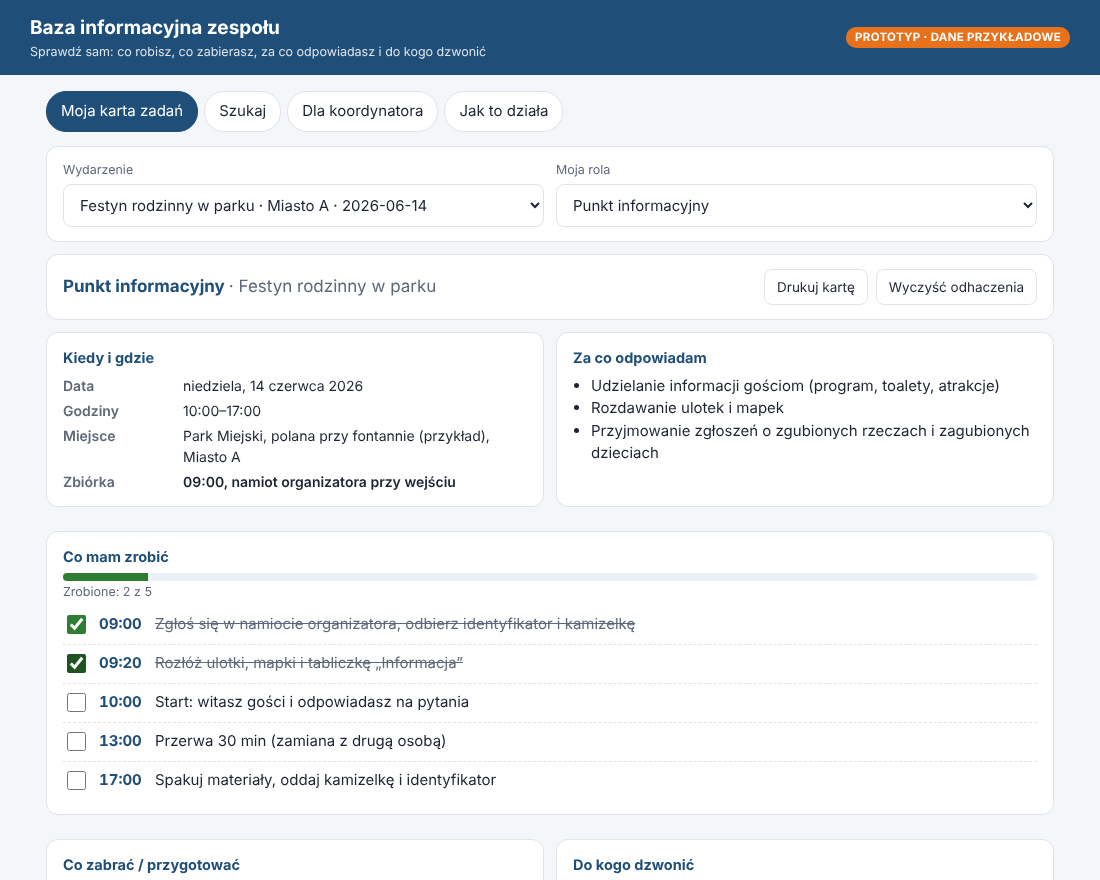 Baza informacyjna zespołu
Sprawdź sam: co robisz, co zabierasz, za co odpowiadasz i do kogo dzwonić
PROTOTYP · DANE PRZYKŁADOWE
Moja karta zadań
Szukaj
Dla koordynatora
Jak to działa
Wydarzenie
Festyn rodzinny w parku · Miasto A · 2026-06-14
Moja rola
Punkt informacyjny
Punkt informacyjny · Festyn rodzinny w parku
Drukuj kartę
Wyczyść odhaczenia
Kiedy i gdzie
Data niedziela, 14 czerwca 2026
Godziny 10:00–17:00
Miejsce Park Miejski, polana przy fontannie (przykład),
Miasto A
Zbiórka 09:00, namiot organizatora przy wejściu
Za co odpowiadam
• Udzielanie informacji gościom (program, toalety, atrakcje)
• Rozdawanie ulotek i mapek
• Przyjmowanie zgłoszeń o zgubionych rzeczach i zagubionych
dzieciach
Co mam zrobić
Zrobione: 2 z 5
09:00 Zgłoś się w namiocie organizatora, odbierz identyfikator i kamizelkę
09:20 Rozłóż ulotki, mapki i tabliczkę „Informacja”
10:00 Start: witasz gości i odpowiadasz na pytania
13:00 Przerwa 30 min (zamiana z drugą osobą)
17:00 Spakuj materiały, oddaj kamizelkę i identyfikator
Co zabrać / przygotować
Do kogo dzwonić